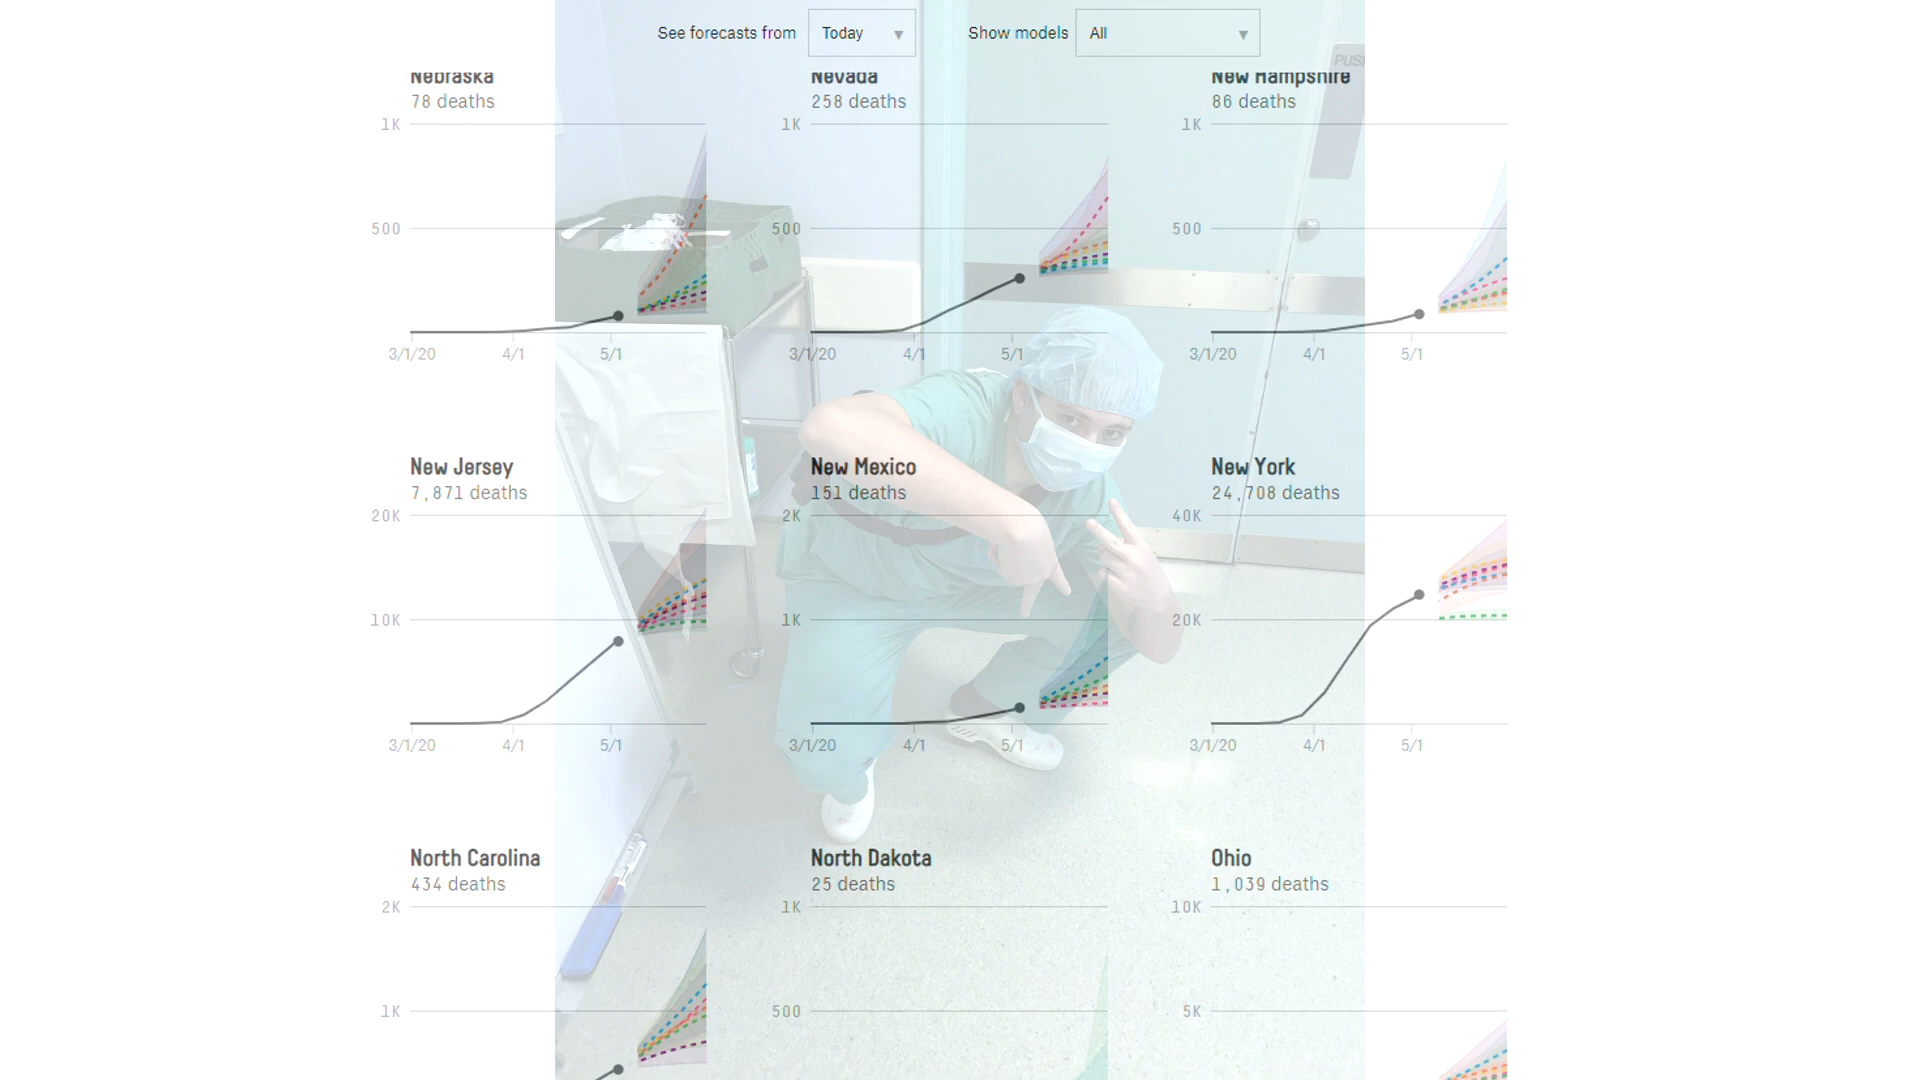 See forecasts from Today ▼ Show models All ▼
Nebraska Nevada New Hampshire
78 deaths 258 deaths 86 deaths
1K 1K 1K PUSH
500 500 500
3/1/20 4/1 5/1 3/1/20 4/1 5/1 3/1/20 4/1 5/1
New Jersey New Mexico New York
7,871 deaths 151 deaths 24,708 deaths
20K 2K 40K
10K 1K 20K
3/1/20 4/1 5/1 3/1/20 4/1 5/1 3/1/20 4/1 5/1
North Carolina North Dakota Ohio
434 deaths 25 deaths 1,039 deaths
2K 1K 10K
1K 500 5K